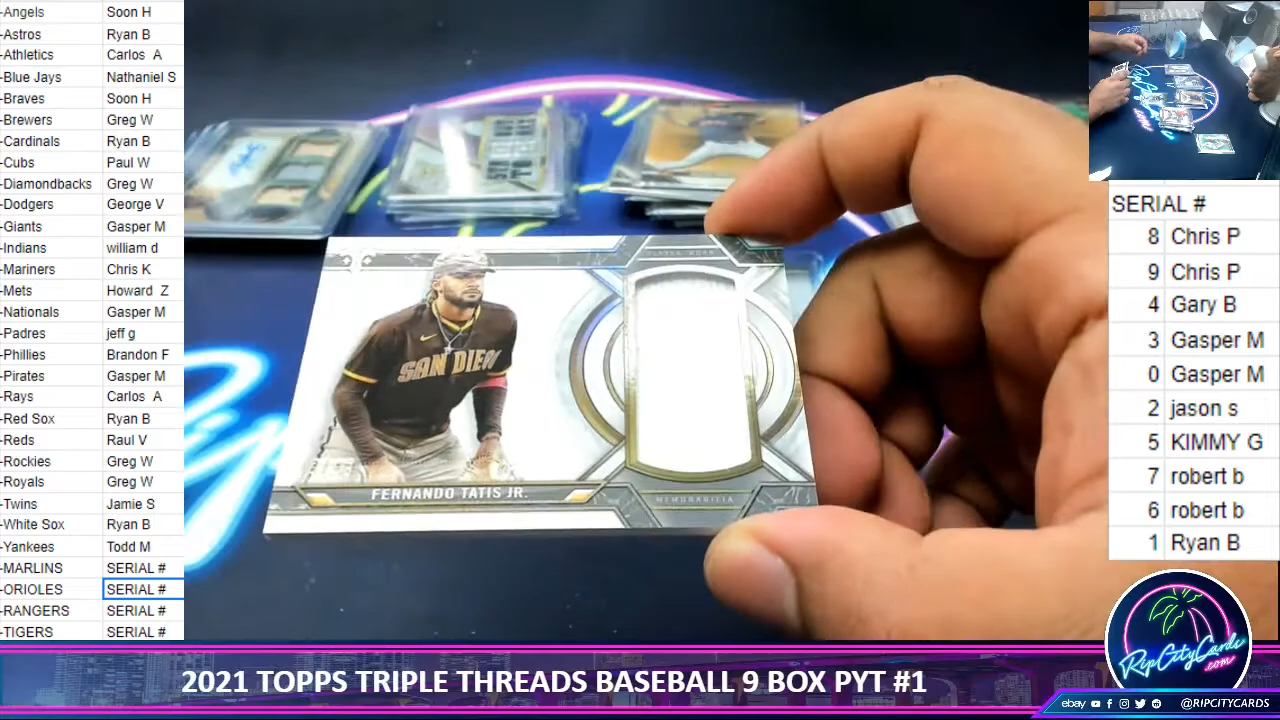 -Angels Soon H
-Astros Ryan B
-Athletics Carlos A
-Blue Jays Nathaniel S
-Braves Soon H
-Brewers Greg W
-Cardinals Ryan B
-Cubs Paul W
-Diamondbacks Greg W
-Dodgers George V
-Giants Gasper M
-Indians william d
-Mariners Chris K
-Mets Howard Z
-Nationals Gasper M
-Padres jeff g
-Phillies Brandon F
-Pirates Gasper M
-Rays Carlos A
-Red Sox Ryan B
-Reds Raul V
-Rockies Greg W
-Royals Greg W
-Twins Jamie S
-White Sox Ryan B
-Yankees Todd M
-MARLINS SERIAL #
-ORIOLES SERIAL #
-RANGERS SERIAL #
-TIGERS SERIAL #
PLAYER WORN
SAN DIEGO
FERNANDO TATIS JR.
MEMORABILIA
SERIAL #
8 Chris P
9 Chris P
4 Gary B
3 Gasper M
0 Gasper M
2 jason s
5 KIMMY G
7 robert b
6 robert b
1 Ryan B
RipCityCards
.com
2021 TOPPS TRIPLE THREADS BASEBALL 9 BOX PYT #1
ebay @RIPCITYCARDS